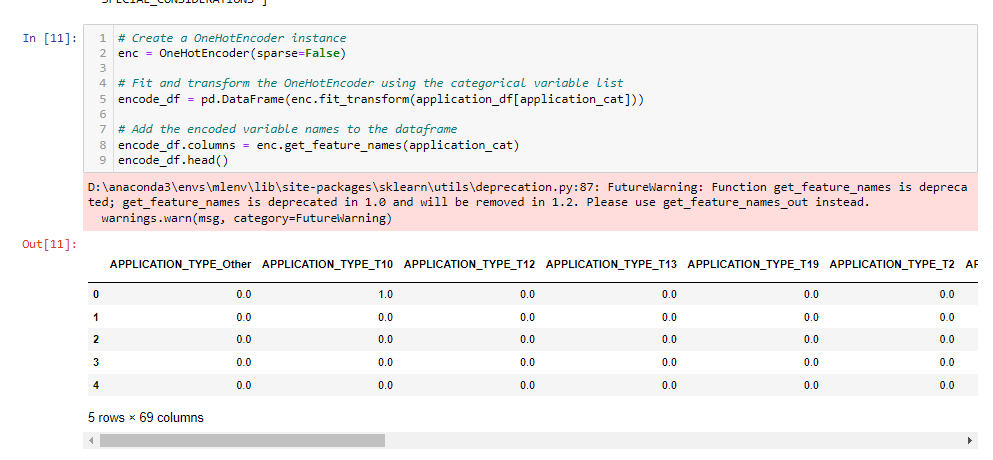 SPECIAL_CONSIDERATIONS']
In [11]:
1 # Create a OneHotEncoder instance
2 enc = OneHotEncoder(sparse=False)
3
4 # Fit and transform the OneHotEncoder using the categorical variable list
5 encode_df = pd.DataFrame(enc.fit_transform(application_df[application_cat]))
6
7 # Add the encoded variable names to the dataframe
8 encode_df.columns = enc.get_feature_names(application_cat)
9 encode_df.head()
D:\anaconda3\envs\mlenv\lib\site-packages\sklearn\utils\deprecation.py:87: FutureWarning: Function get_feature_names is depreca
ted; get_feature_names is deprecated in 1.0 and will be removed in 1.2. Please use get_feature_names_out instead.
warnings.warn(msg, category=FutureWarning)
Out[11]:
APPLICATION_TYPE_Other APPLICATION_TYPE_T10 APPLICATION_TYPE_T12 APPLICATION_TYPE_T13 APPLICATION_TYPE_T19 APPLICATION_TYPE_T2 AF
0 0.0 1.0 0.0 0.0 0.0 0.0
1 0.0 0.0 0.0 0.0 0.0 0.0
2 0.0 0.0 0.0 0.0 0.0 0.0
3 0.0 0.0 0.0 0.0 0.0 0.0
4 0.0 0.0 0.0 0.0 0.0 0.0
5 rows × 69 columns